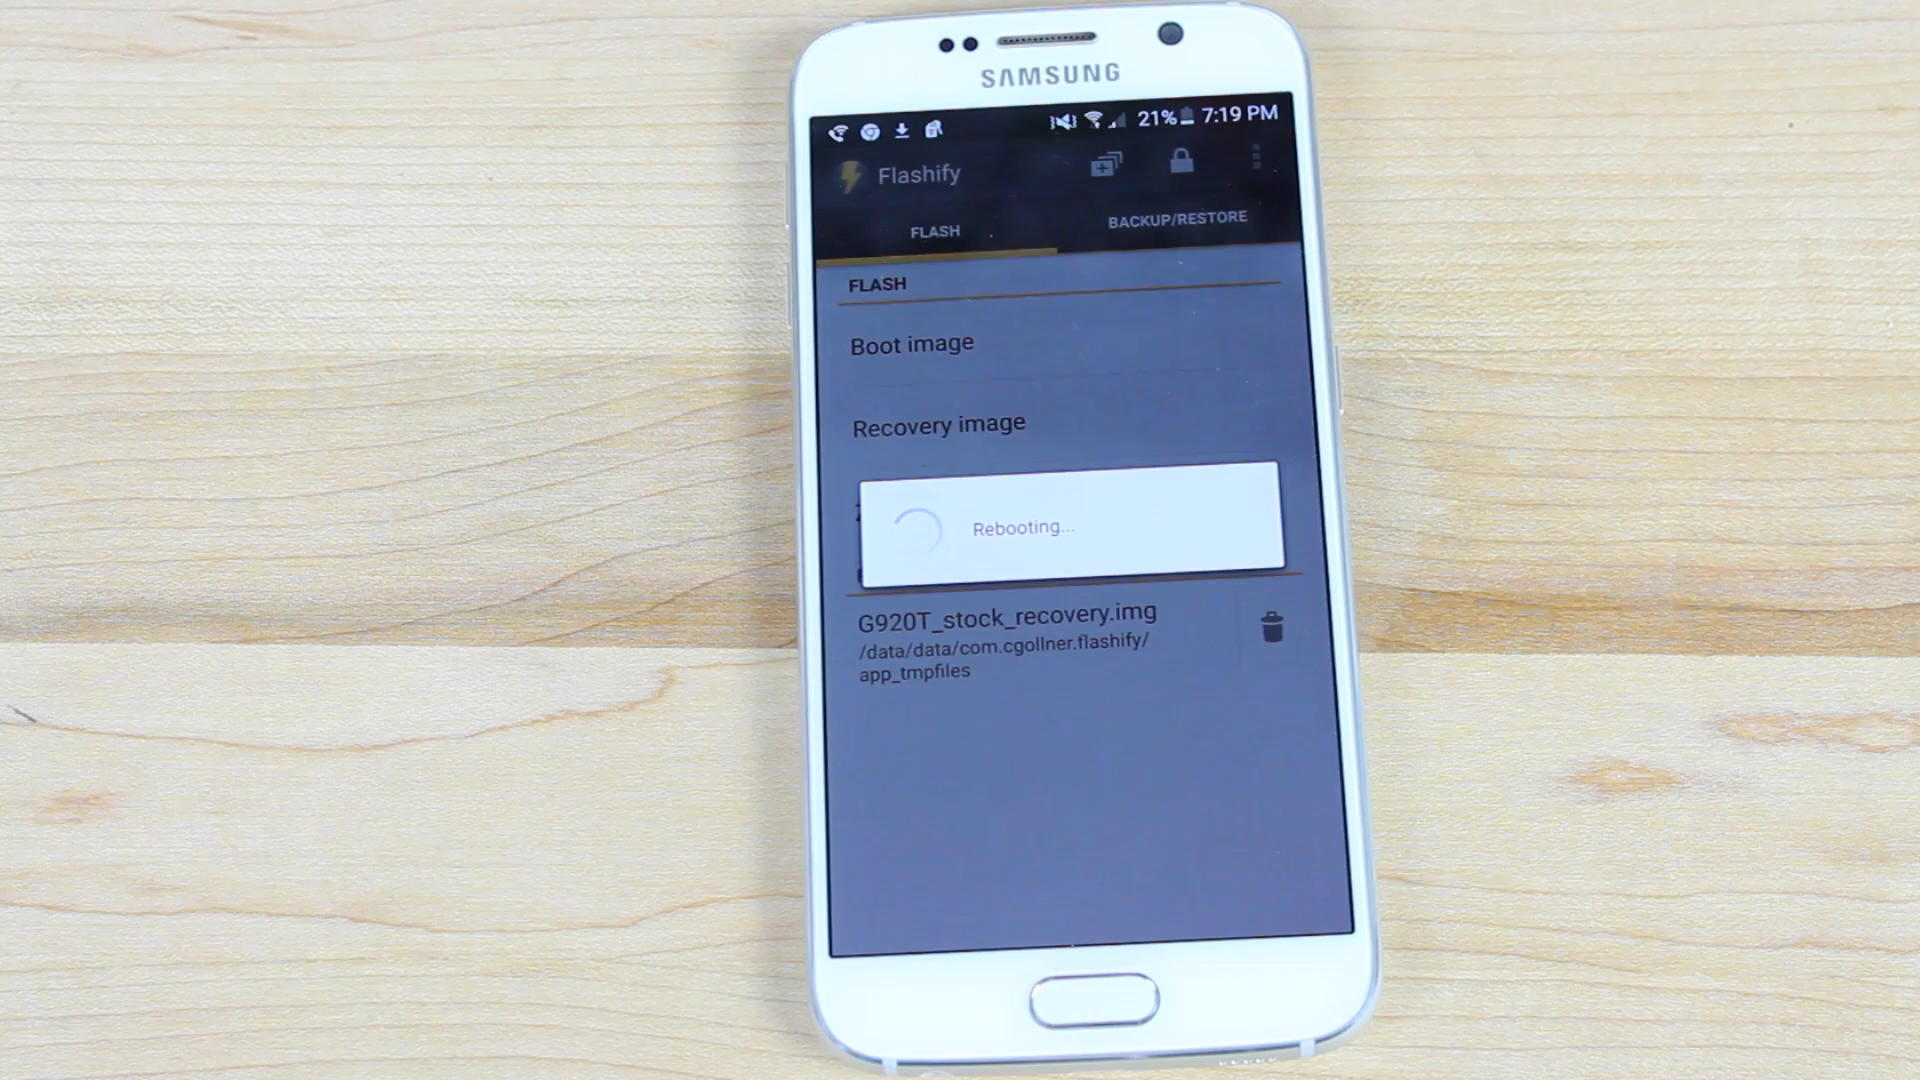 SAMSUNG
21% 7:19 PM
Flashify
FLASH
BACKUP/RESTORE
FLASH
Boot image
Recovery image
Rebooting...
G920T_stock_recovery.img
/data/data/com.cgollner.flashify/
app_tmpfiles